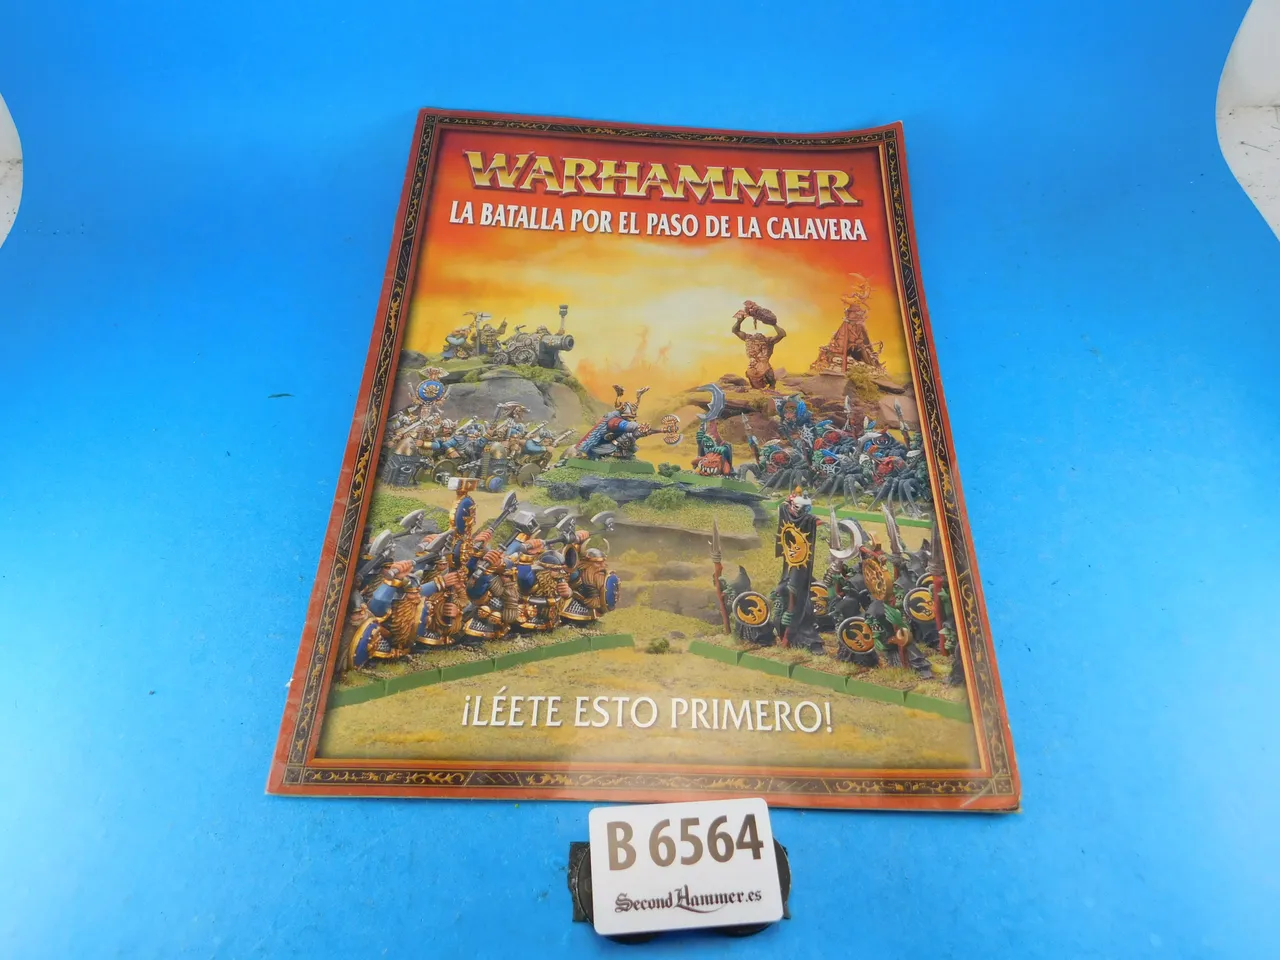 WARHAMMER
LA BATALLA POR EL PASO DE LA CALAVERA
¡LÉETE ESTO PRIMERO!
B 6564
SecondHammer.es